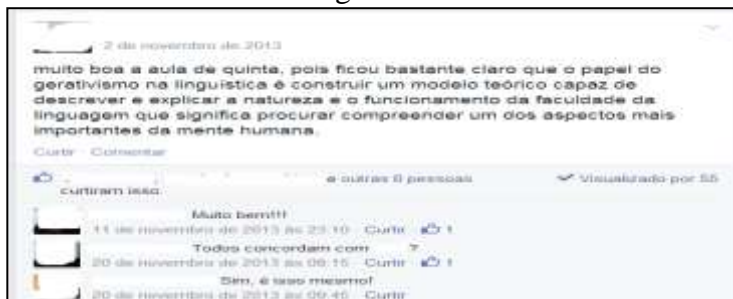 2 de novembro de 2013
muito boa a aula de quinta, pois ficou bastante claro que o papel do
gerativismo na linguística é construir um modelo teórico capaz de
descrever e explicar a natureza e o funcionamento da faculdade da
linguagem que significa procurar compreender um dos aspectos mais
importantes da mente humana.
Curtir · Comentar
e outras 6 pessoas
curtiram isso.
Visualizado por 55
Muito bem!!!
11 de novembro de 2013 às 23:10 · Curtir · 1
Todos concordam com ?
20 de novembro de 2013 às 08:15 · Curtir · 1
Sim, é isso mesmo!
20 de novembro de 2013 às 09:45 · Curtir